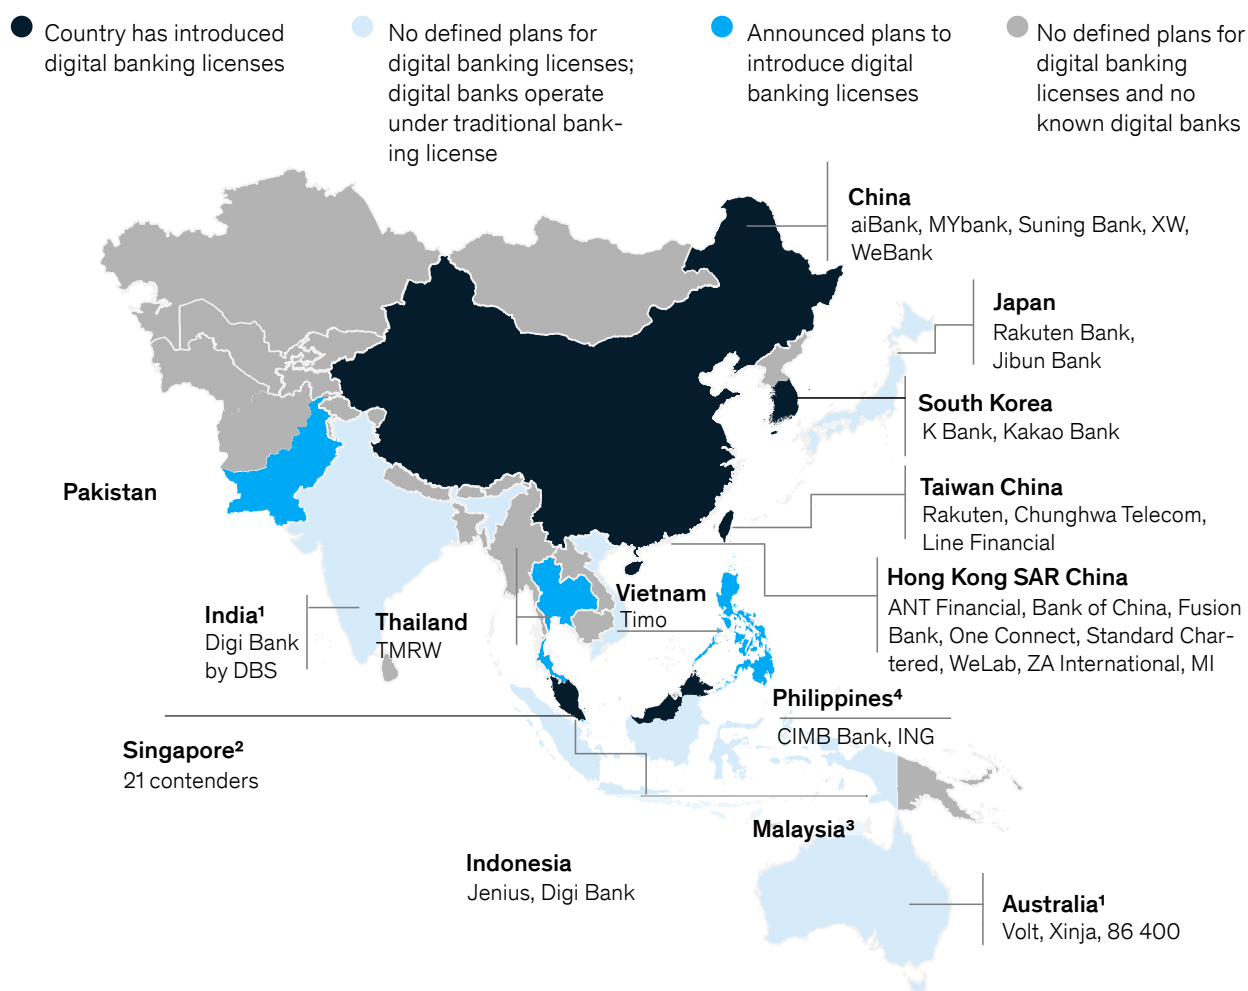 Country has introduced
digital banking licenses
No defined plans for
digital banking licenses;
digital banks operate
under traditional bank-
ing license
Announced plans to
introduce digital
banking licenses
No defined plans for
digital banking
licenses and no
known digital banks
China
aiBank, MYbank, Suning Bank, XW,
WeBank
Japan
Rakuten Bank,
Jibun Bank
South Korea
K Bank, Kakao Bank
Pakistan
Taiwan China
Rakuten, Chunghwa Telecom,
Line Financial
Hong Kong SAR China
ANT Financial, Bank of China, Fusion
Bank, One Connect, Standard Char-
tered, WeLab, ZA International, MI
Vietnam
Timo
India¹
Digi Bank
by DBS
Thailand
TMRW
Philippines⁴
CIMB Bank, ING
Singapore²
21 contenders
Malaysia³
Indonesia
Jenius, Digi Bank
Australia¹
Volt, Xinja, 86 400